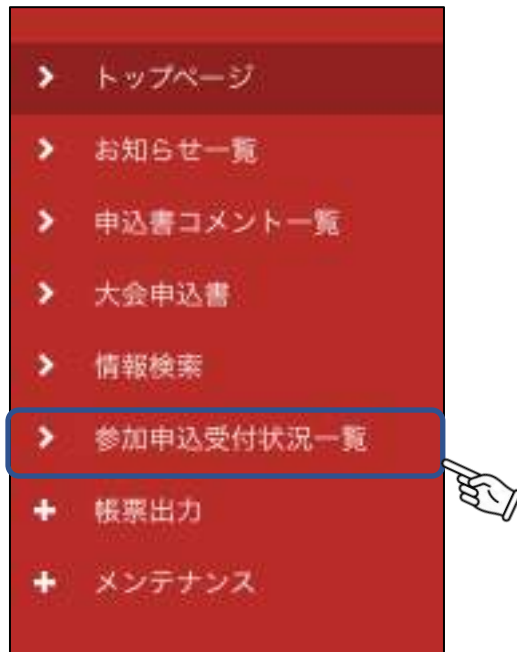 トップページ
お知らせ一覧
申込書コメント一覧
大会申込書
情報検索
参加申込受付状況一覧
帳票出力
メンテナンス